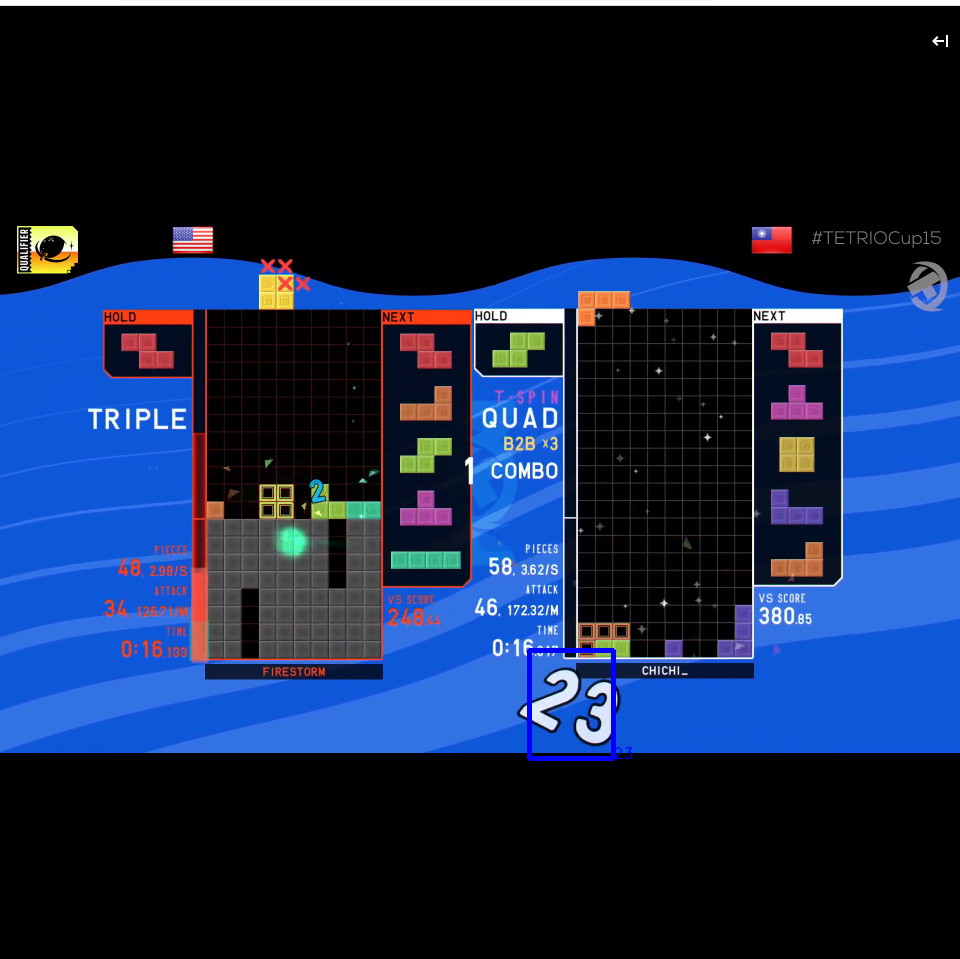 QUALIFIER
#TETRIOCup15
HOLD
NEXT
HOLD
NEXT
TRIPLE
T-SPIN
QUAD
B2B ×3
1 COMBO
2
PIECES
48, 2.98/S
ATTACK
34, 126.71/M
TIME
0:16.199
VS SCORE
248.44
PIECES
58, 3.62/S
ATTACK
46, 172.32/M
TIME
VS SCORE
380.85
FIRESTORM
CHICHI_
23
23